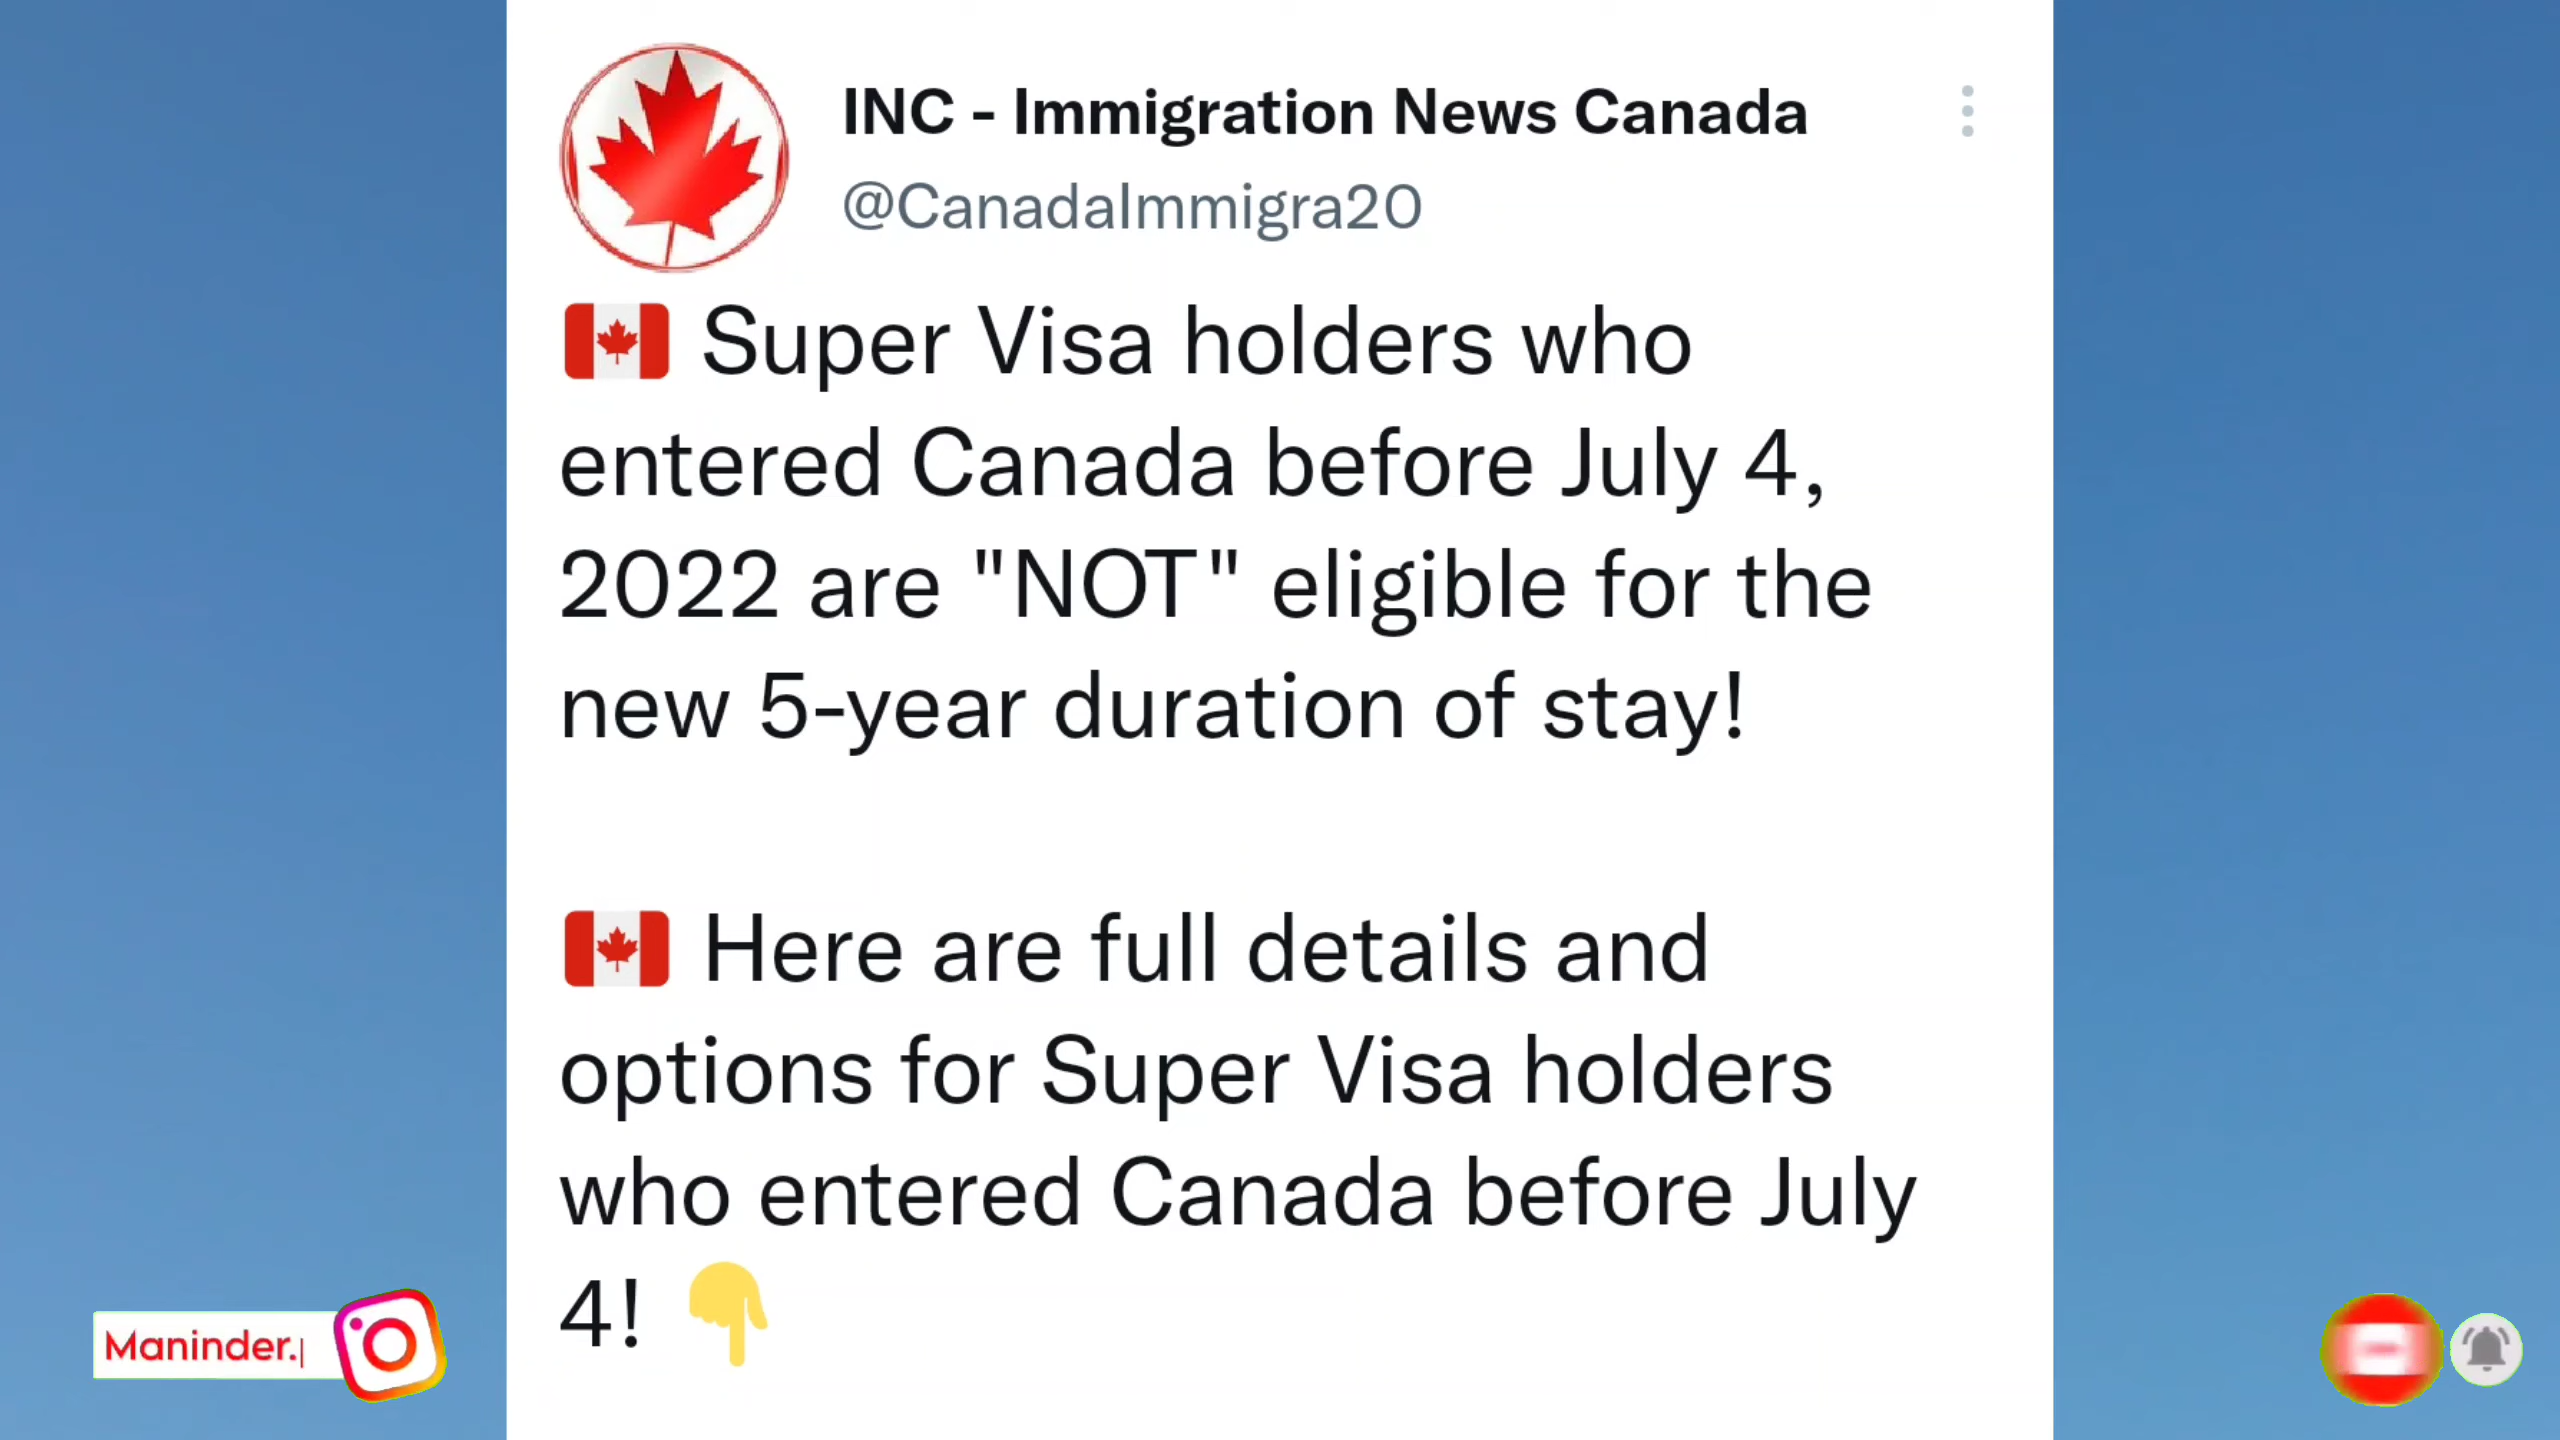 INC - Immigration News Canada
@CanadaImmigra20
🇨🇦 Super Visa holders who
entered Canada before July 4,
2022 are "NOT" eligible for the
new 5-year duration of stay!
🇨🇦 Here are full details and
options for Super Visa holders
who entered Canada before July
4! 👇
Maninder.